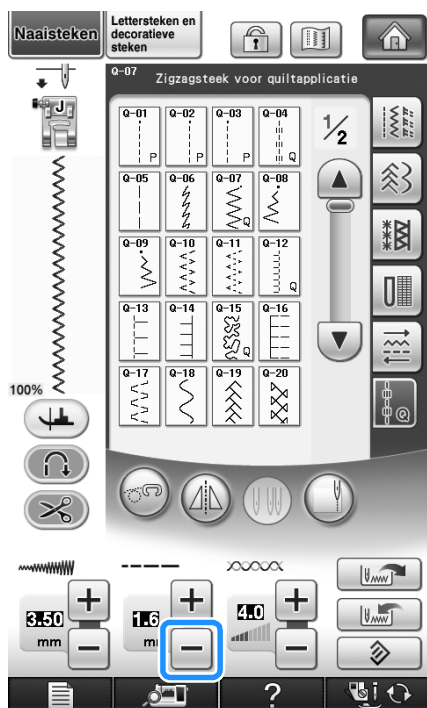 Naaisteken
Lettersteken en
decoratieve
steken
Q-07
Zigzagsteek voor quiltapplicatie
J
Q-01 Q-02 Q-03 Q-04
P P P Q
1/2
Q-05 Q-06 Q-07 Q-08
Q
Q-09 Q-10 Q-11 Q-12
Q
Q-13 Q-14 Q-15 Q-16
Q
Q-17 Q-18 Q-19 Q-20
Q
100%
3.50 + 1.6 + 4.0 +
mm − mm − −
?